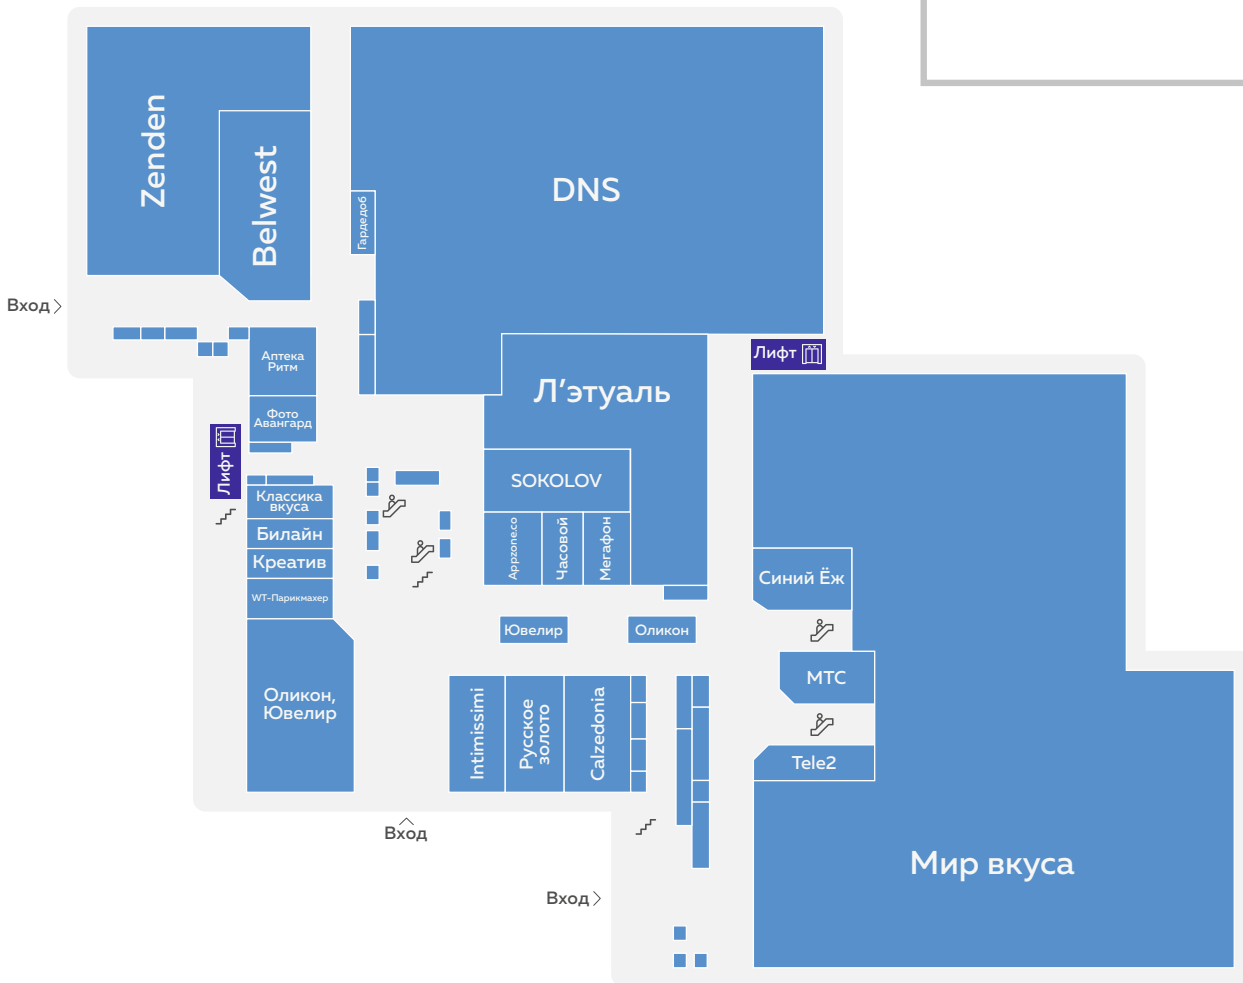 Zenden
Belwest
DNS
Гардедоб
Вход
Аптека
Ритм
Фото
Авангард
Лифт
Лифт
Л'этуаль
SOKOLOV
Appzone.co
Часовой
Мегафон
Классика
вкуса
Билайн
Креатив
WT-Парикмахер
Оликон,
Ювелир
Ювелир
Оликон
Синий Ёж
МТС
Tele2
Intimissimi
Русское
золото
Calzedonia
Вход
Мир вкуса
Вход